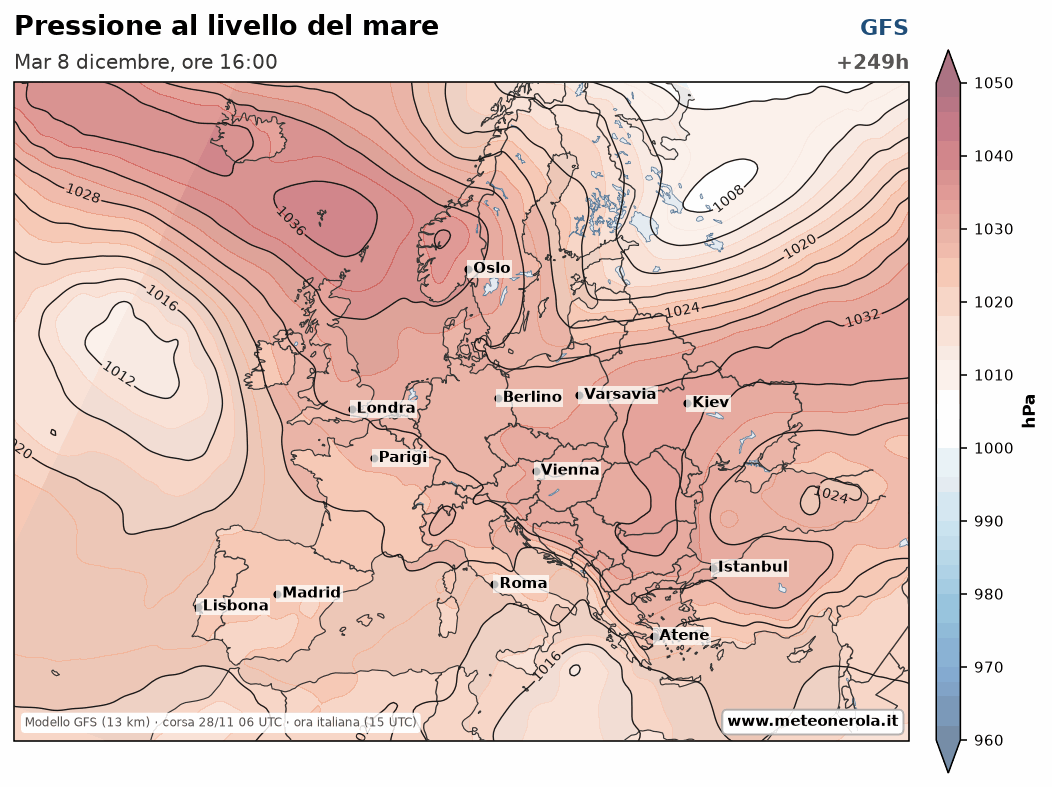 Pressione al livello del mare
GFS
Mar 8 dicembre, ore 16:00
+249h
1050
1040
1030
1020
1010
1000
990
980
970
960
hPa
1028
1036
1008
1020
1016
1024
1032
1012
Oslo
Londra
Berlino
Varsavia
Kiev
Parigi
Vienna
1024
Istanbul
Roma
Madrid
Lisbona
Atene
1016
Modello GFS (13 km) · corsa 28/11 06 UTC · ora italiana (15 UTC)
www.meteonerola.it